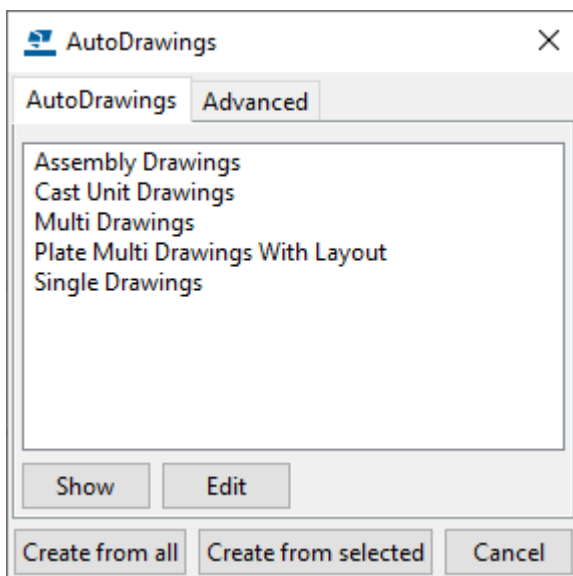 AutoDrawings
AutoDrawings Advanced
Assembly Drawings
Cast Unit Drawings
Multi Drawings
Plate Multi Drawings With Layout
Single Drawings
Show Edit
Create from all Create from selected Cancel